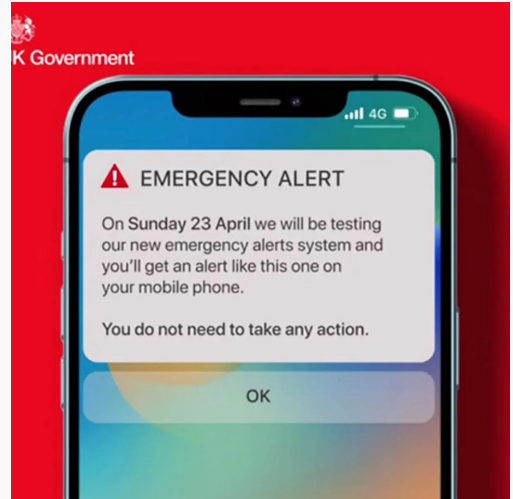 K Government
4G
EMERGENCY ALERT
On Sunday 23 April we will be testing
our new emergency alerts system and
you'll get an alert like this one on
your mobile phone.
You do not need to take any action.
OK